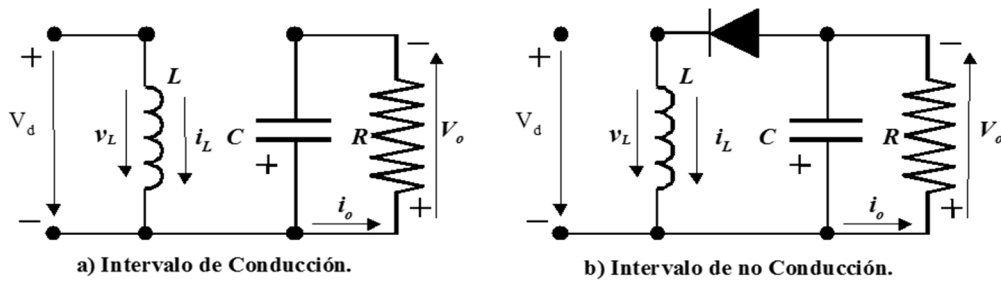 +
V_d
−
L
v_L
i_L
C
+
R
−
V_o
+
i_o
a) Intervalo de Conducción.
+
V_d
−
L
v_L
i_L
C
+
R
−
V_o
+
i_o
b) Intervalo de no Conducción.